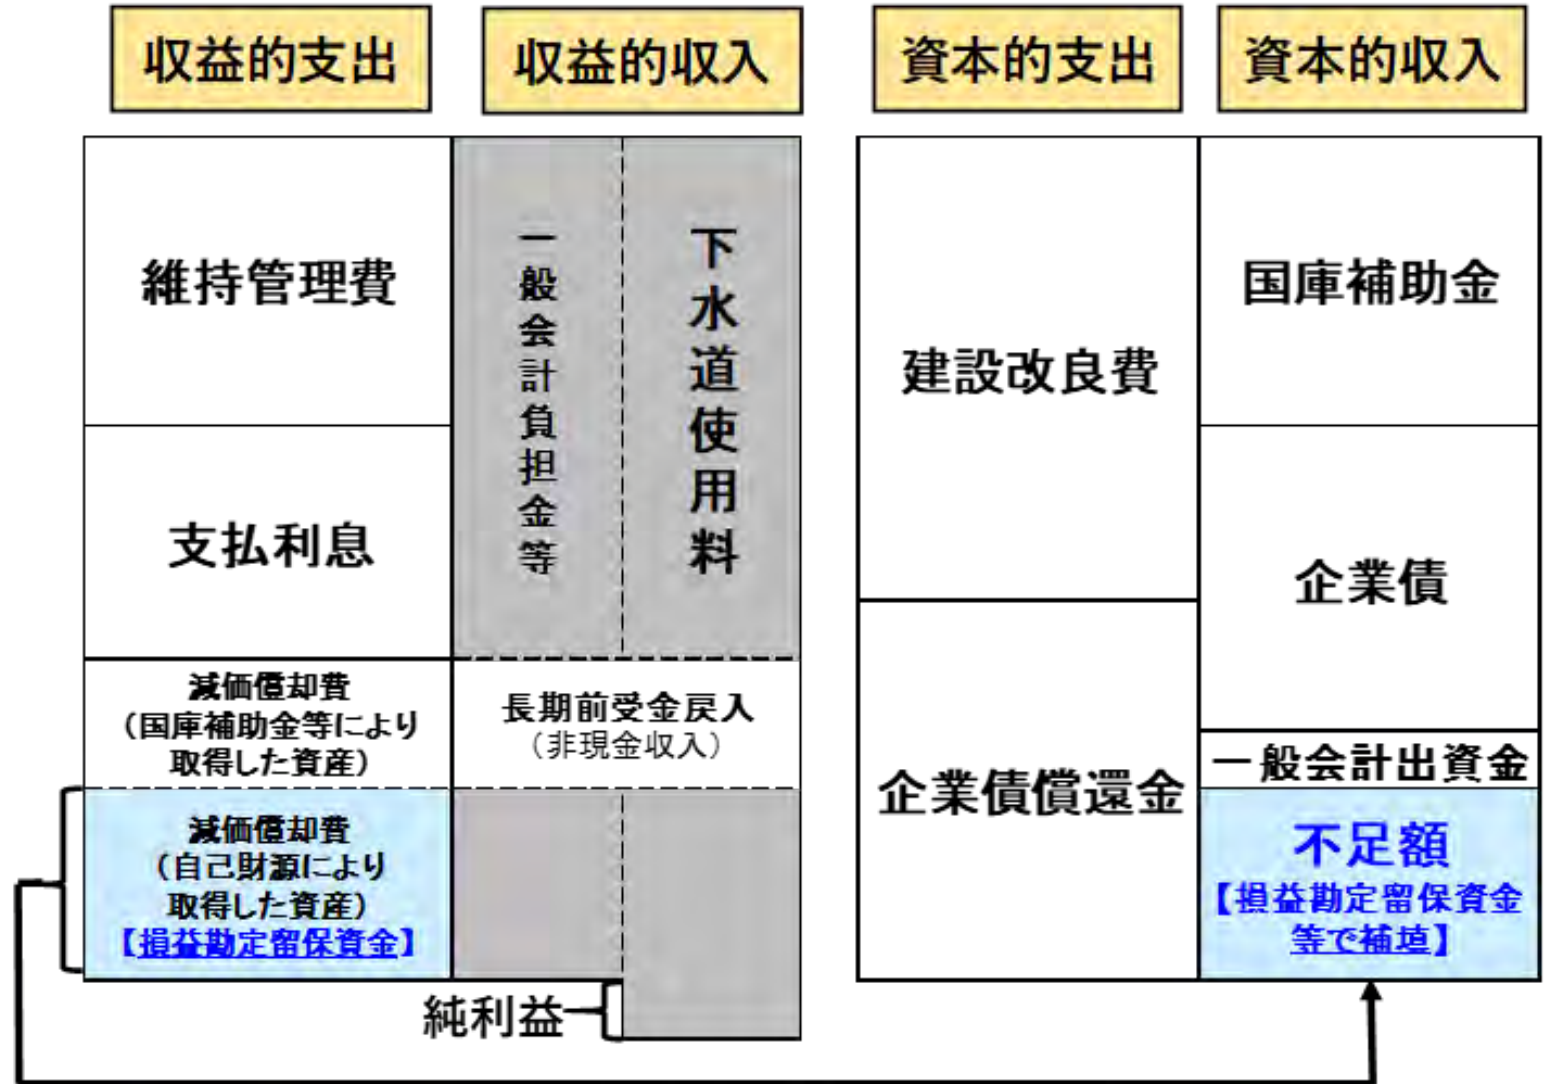 収益的支出
収益的収入
資本的支出
資本的収入
維持管理費
支払利息
減価償却費
（国庫補助金等により
取得した資産）
減価償却費
（自己財源により
取得した資産）
【損益勘定留保資金】
一般会計負担金等
下水道使用料
長期前受金戻入
（非現金収入）
純利益
建設改良費
企業債償還金
国庫補助金
企業債
一般会計出資金
不足額
【損益勘定留保資金
等で補填】